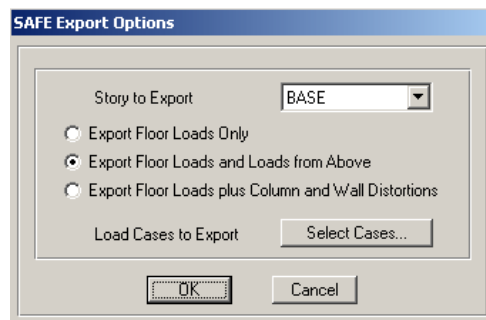 SAFE Export Options
Story to Export BASE
Export Floor Loads Only
Export Floor Loads and Loads from Above
Export Floor Loads plus Column and Wall Distortions
Load Cases to Export Select Cases...
OK Cancel